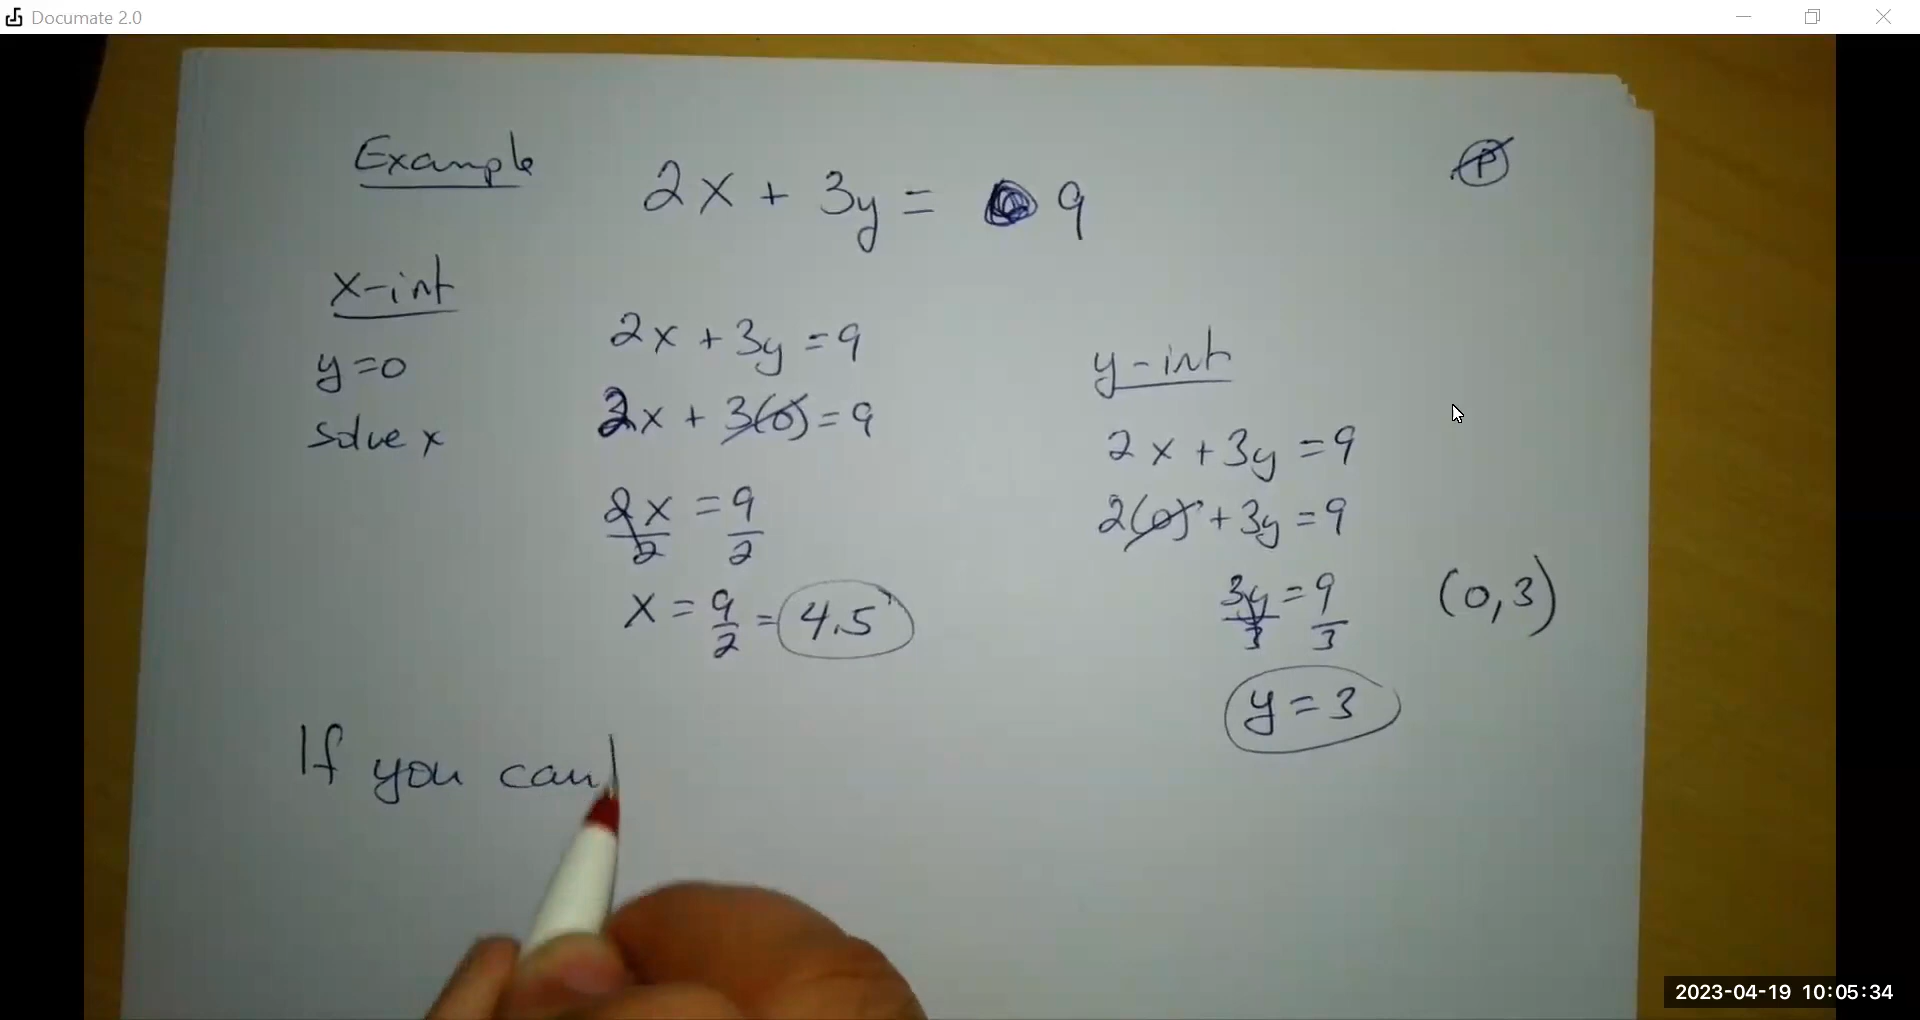 Documate 2.0
Example
2x + 3y = 9
P
x-int
y=0
solve x
2x + 3y = 9
2x + 3(0) = 9
2x = 9
2 2
x = 9 = 4.5
2
y-int
2x + 3y = 9
2(0) + 3y = 9
3y = 9
3 3
(0,3)
y = 3
If you can
2023-04-19 10:05:34